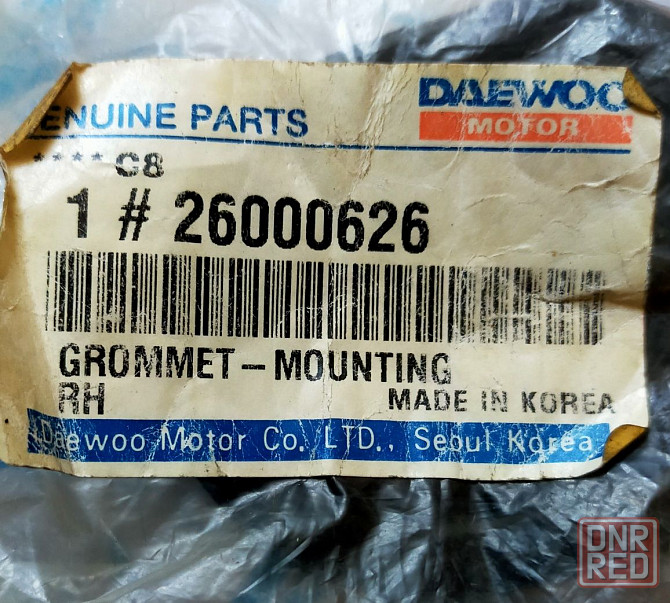 GENUINE PARTS
DAEWOO
MOTOR
**** C8
1 # 26000626
GROMMET-MOUNTING
RH
MADE IN KOREA
Daewoo Motor Co. LTD., Seoul Korea
DNR
RED